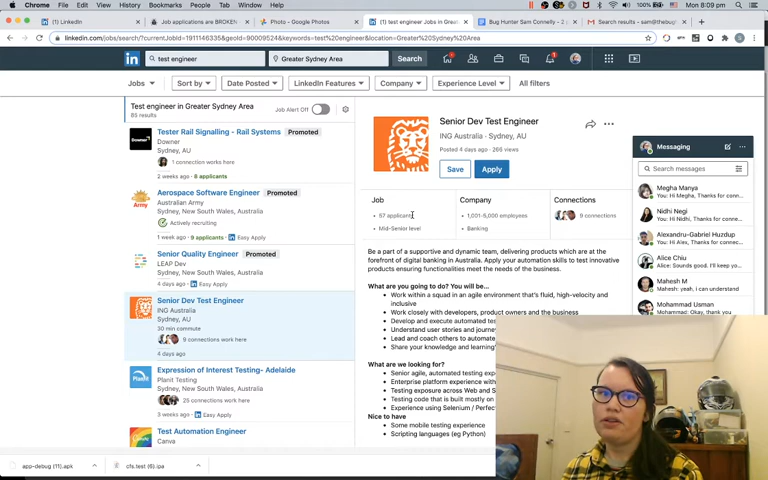 Chrome File Edit View History Bookmarks People Tab Window Help
100% Mon 8:09 pm
LinkedIn
Job applications are BROKEN
Photo - Google Photos
test engineer Jobs in Greate
Bug Hunter Sam Connelly - 2
Search results - sam@thebug
linkedin.com/jobs/search/?currentJobId=1911146335&geoId=90009524&keywords=test%20engineer&location=Greater%20Sydney%20Area
in
test engineer
Greater Sydney Area
Search
Jobs
Sort by
Date Posted
LinkedIn Features
Company
Experience Level
All filters
Test engineer in Greater Sydney Area
85 results
Job Alert Off
Downer
Tester Rail Signalling - Rail Systems Promoted
Downer
Sydney, AU
1 connection works here
2 weeks ago • 6 applicants
Army
Aerospace Software Engineer Promoted
Australian Army
Sydney, New South Wales, Australia
Actively recruiting
1 week ago • 9 applicants
in Easy Apply
Senior Quality Engineer Promoted
LEAP Dev
Sydney, New South Wales, Australia
4 days ago • in Easy Apply
Senior Dev Test Engineer
ING Australia
Sydney, AU
30 min commute
9 connections work here
4 days ago
Planit
Expression of Interest Testing- Adelaide
Planit Testing
Sydney, New South Wales, Australia
25 connections work here
3 weeks ago • in Easy Apply
Test Automation Engineer
Canva
Senior Dev Test Engineer
ING Australia - Sydney, AU
Posted 4 days ago · 266 views
Save
Apply
Job
57 applicants
Mid-Senior level
Company
1,001-5,000 employees
Banking
Connections
9 connections
Be a part of a supportive and dynamic team, delivering products which are at the
forefront of digital banking in Australia. Apply your automation skills to test innovative
products ensuring functionalities meet the needs of the business.
What are you going to do? You will be...
Work within a squad in an agile environment that's fluid, high-velocity and
inclusive
Work closely with developers, product owners and the business
Develop and execute automated tes
Understand user stories and journe
Lead and coach others to automate
Share your knowledge and learning
What are we looking for?
Senior agile, automated testing exp
Enterprise platform experience with
Testing exposure across Web and S
Testing code that is built mostly on
Experience using Selenium / Perfec
Nice to have
Some mobile testing experience
Scripting languages (eg Python)
Messaging
Search messages
Megha Manya
You: Hi Megha, Thanks for conn...
Nidhi Negi
You: Hi Nidhi, Thanks for conne...
Alexandru-Gabriel Huzdup
You: Hi Alex, Thanks for connec...
Alice Chiu
Alice: Sounds good. I'll keep yo...
Mahesh M
Mahesh: yeah, i can understand
Mohammad Usman
Mohammad: Okay, thank you
app-debug (11).apk
cfs.test (6).ipa